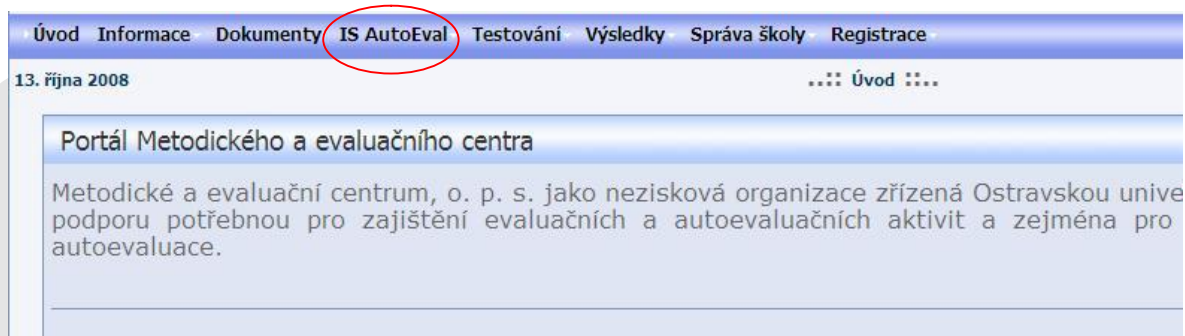 Úvod Informace Dokumenty IS AutoEval Testování Výsledky Správa školy Registrace
13. října 2008 ..:: Úvod ::..
Portál Metodického a evaluačního centra
Metodické a evaluační centrum, o. p. s. jako nezisková organizace zřízená Ostravskou unive
podporu potřebnou pro zajištění evaluačních a autoevaluačních aktivit a zejména pro
autoevaluace.